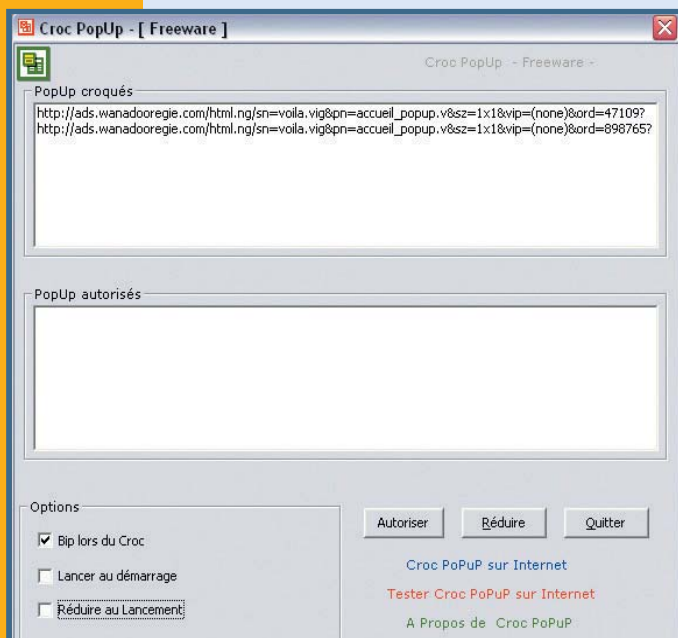 Croc PopUp - [ Freeware ]
Croc PopUp - Freeware -
PopUp croqués
http://ads.wanadooregie.com/html.ng/sn=voila.vig&pn=accueil_popup.v&sz=1x1&vip=(none)&ord=47109?
http://ads.wanadooregie.com/html.ng/sn=voila.vig&pn=accueil_popup.v&sz=1x1&vip=(none)&ord=898765?
PopUp autorisés
Options
Bip lors du Croc
Lancer au démarrage
Réduire au Lancement
Autoriser
Réduire
Quitter
Croc PoPuP sur Internet
Tester Croc PoPuP sur Internet
A Propos de Croc PoPuP